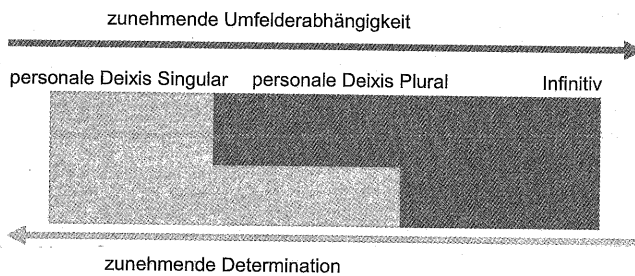 zunehmende Umfelderabhängigkeit
personale Deixis Singular personale Deixis Plural Infinitiv
zunehmende Determination